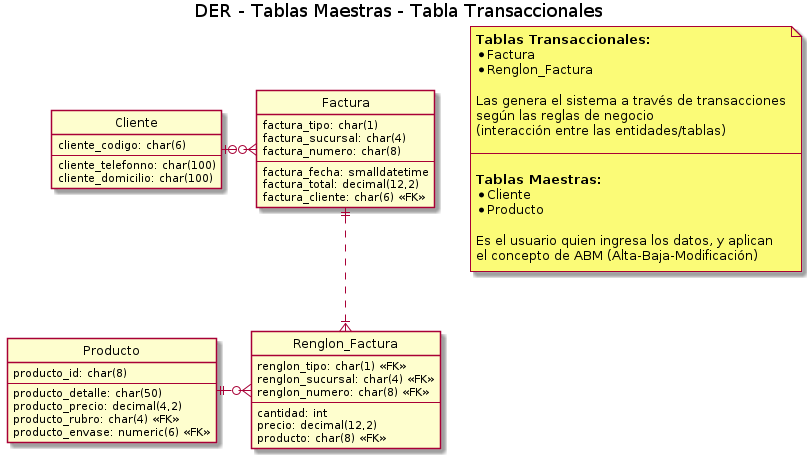 DER - Tablas Maestras - Tabla Transaccionales
Tablas Transaccionales:
•Factura
•Renglon_Factura
Las genera el sistema a través de transacciones
según las reglas de negocio
(interacción entre las entidades/tablas)
Tablas Maestras:
•Cliente
•Producto
Es el usuario quien ingresa los datos, y aplican
el concepto de ABM (Alta-Baja-Modificación)
Cliente
cliente_codigo: char(6)
cliente_telefonno: char(100)
cliente_domicilio: char(100)
Factura
factura_tipo: char(1)
factura_sucursal: char(4)
factura_numero: char(8)
factura_fecha: smalldatetime
factura_total: decimal(12,2)
factura_cliente: char(6) «FK»
Producto
producto_id: char(8)
producto_detalle: char(50)
producto_precio: decimal(4,2)
producto_rubro: char(4) «FK»
producto_envase: numeric(6) «FK»
Renglon_Factura
renglon_tipo: char(1) «FK»
renglon_sucursal: char(4) «FK»
renglon_numero: char(8) «FK»
cantidad: int
precio: decimal(12,2)
producto: char(8) «FK»